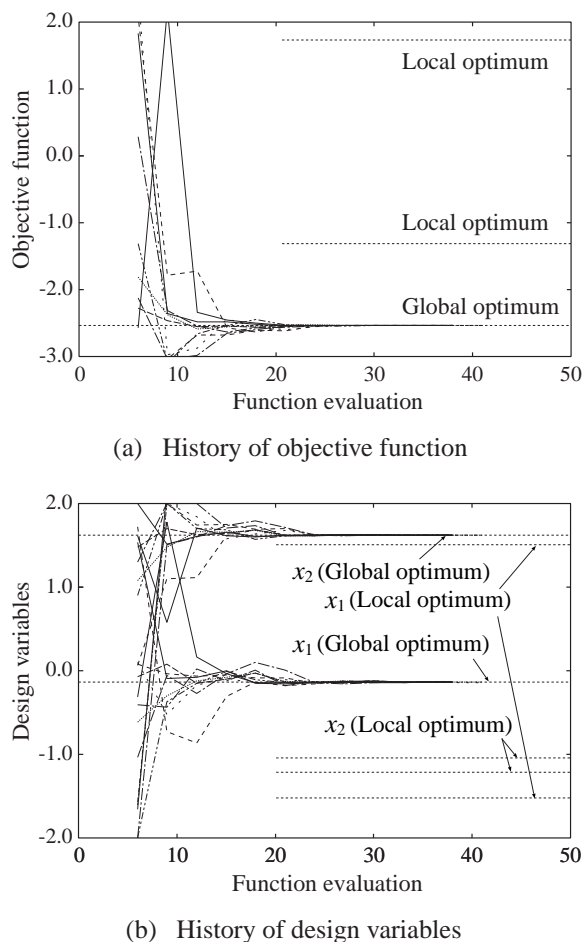 2.0
1.0
0.0
-1.0
-2.0
-3.0
Objective function
Local optimum
Local optimum
Global optimum
0 10 20 30 40 50
Function evaluation
(a) History of objective function
2.0
1.0
0.0
-1.0
-2.0
Design variables
x2 (Global optimum)
x1 (Local optimum)
x1 (Global optimum)
x2 (Local optimum)
0 10 20 30 40 50
Function evaluation
(b) History of design variables